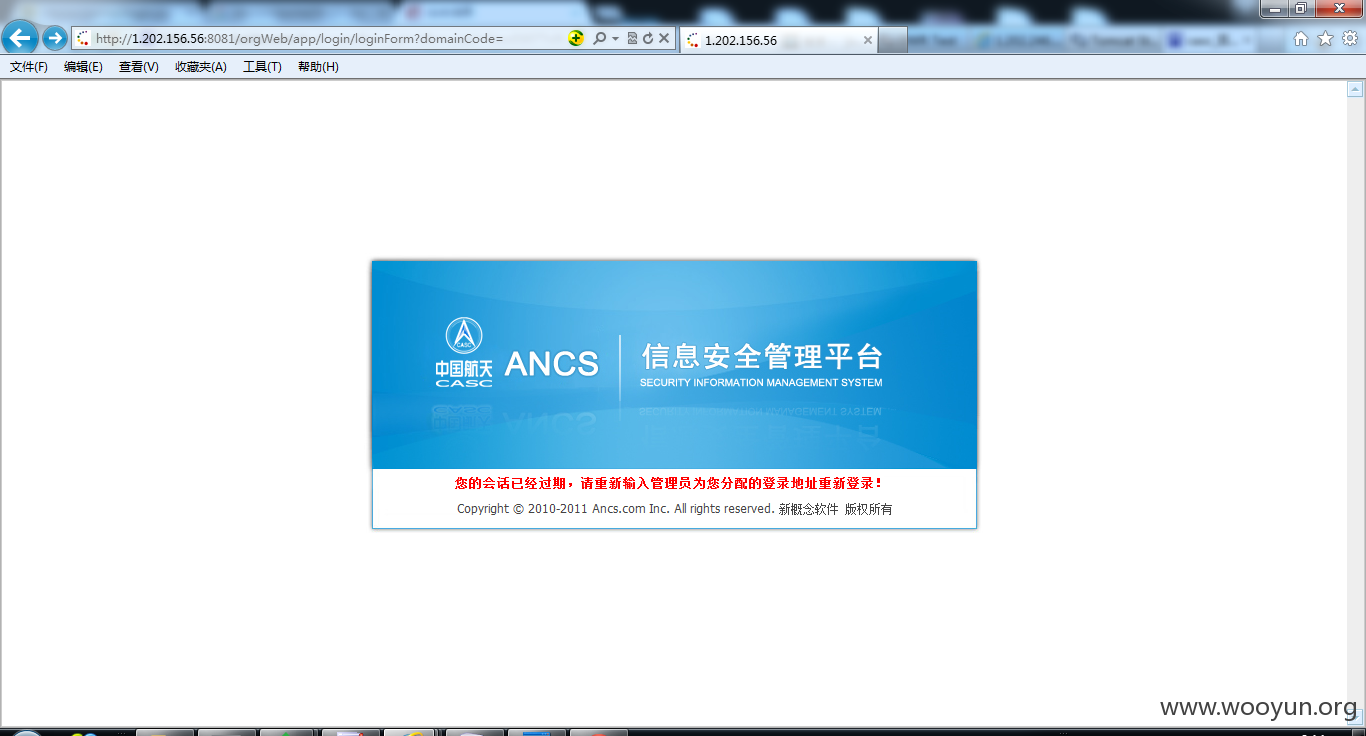 http://1.202.156.56:8081/orgWeb/app/login/loginForm?domainCode=
1.202.156.56
文件(F) 编辑(E) 查看(V) 收藏夹(A) 工具(T) 帮助(H)
CASC
中国航天
CASC
ANCS
信息安全管理平台
SECURITY INFORMATION MANAGEMENT SYSTEM
您的会话已经过期，请重新输入管理员为您分配的登录地址重新登录！
Copyright © 2010-2011 Ancs.com Inc. All rights reserved. 新概念软件 版权所有
www.wooyun.org